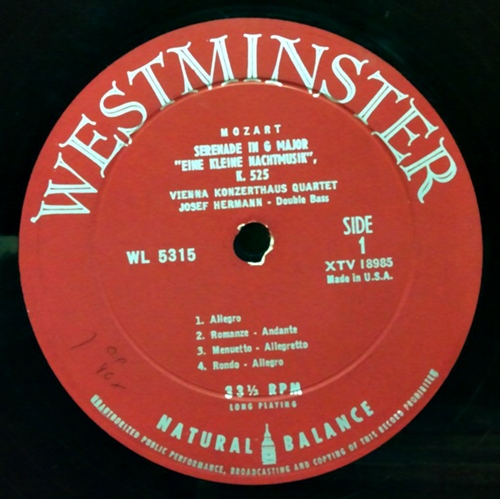 WESTMINSTER
MOZART
SERENADE IN G MAJOR
"EINE KLEINE NACHTMUSIK",
K. 525
VIENNA KONZERTHAUS QUARTET
JOSEF HERMANN - Double Bass
WL 5315
SIDE
1
XTV 18985
Made in U.S.A.
1. Allegro
2. Romanze - Andante
3. Menuetto - Allegretto
4. Rondo - Allegro
33⅓ RPM
LONG PLAYING
NATURAL BALANCE
UNAUTHORIZED PUBLIC PERFORMANCE, BROADCASTING AND COPYING OF THIS RECORD PROHIBITED